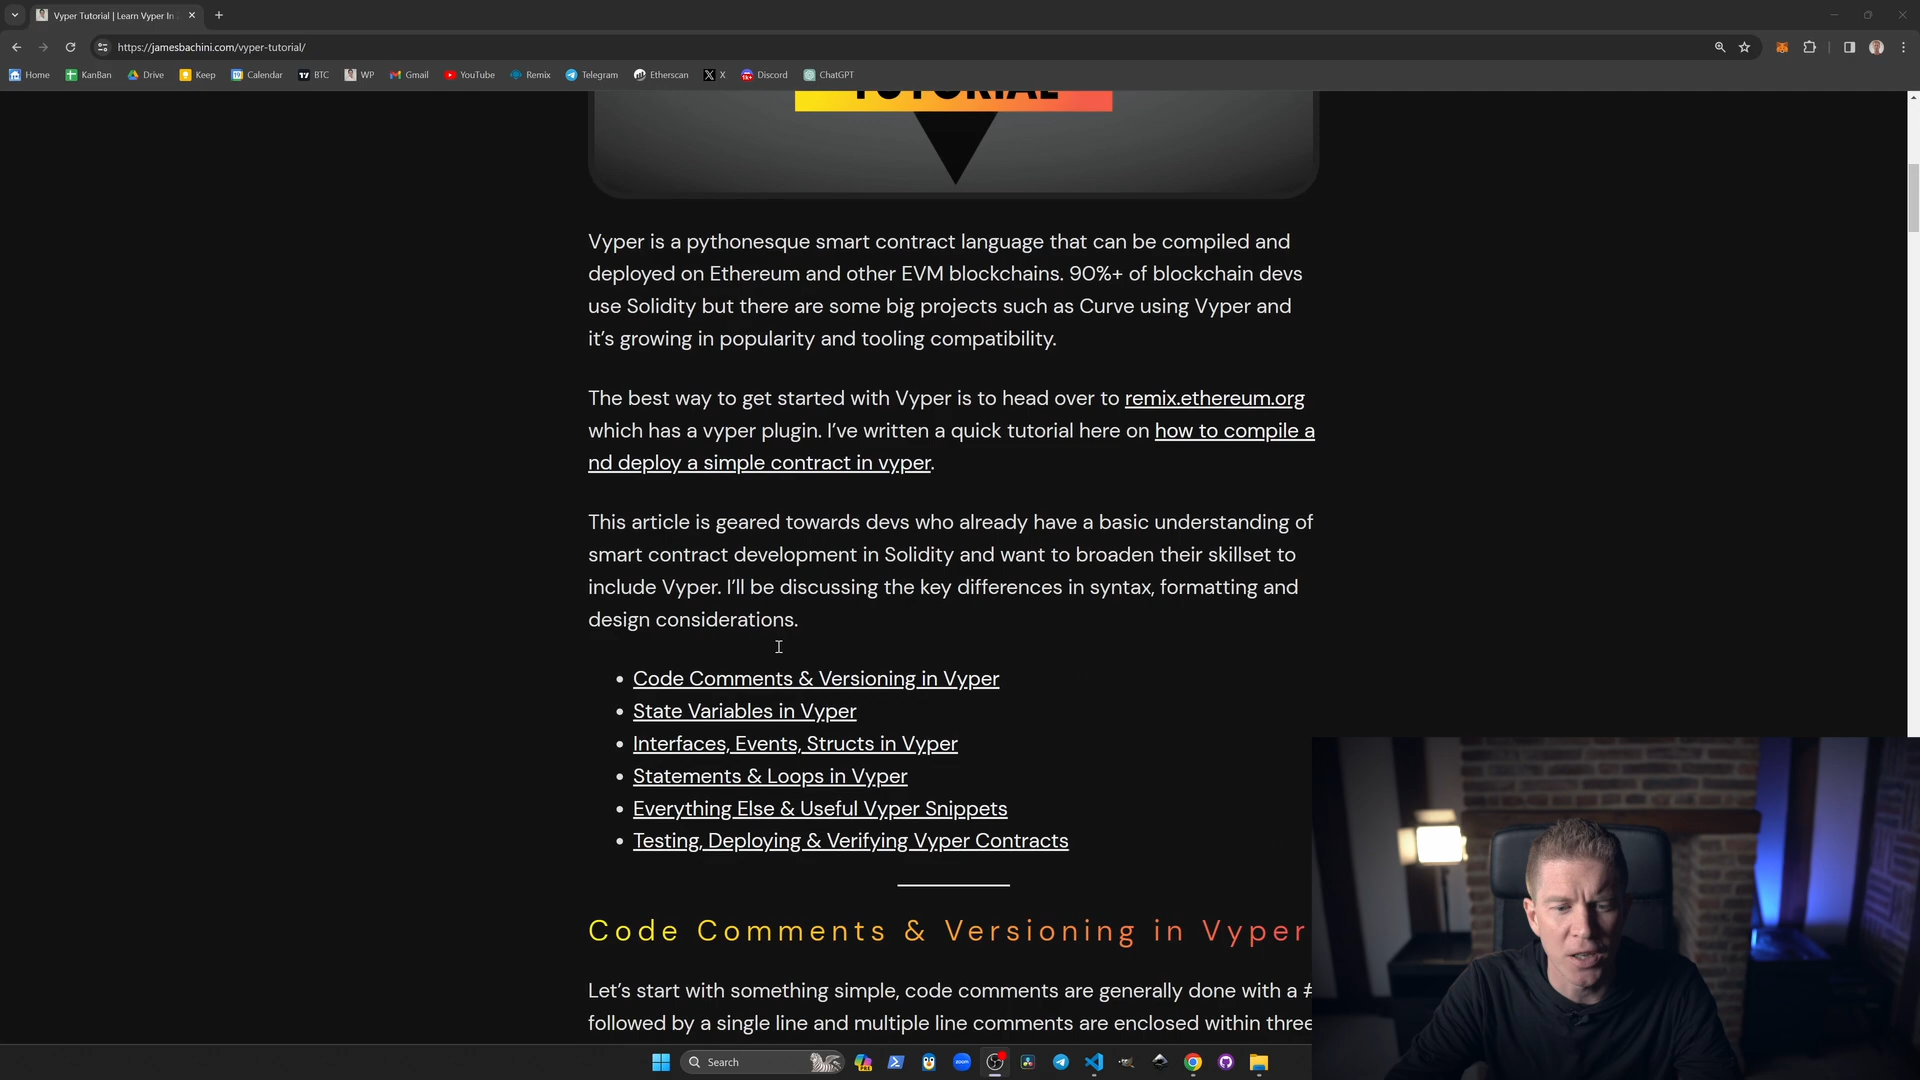 Vyper Tutorial | Learn Vyper In
https://jamesbachini.com/vyper-tutorial/
Home KanBan Drive Keep Calendar BTC WP Gmail YouTube Remix Telegram Etherscan X Discord ChatGPT
TUTORIAL
Vyper is a pythonesque smart contract language that can be compiled and
deployed on Ethereum and other EVM blockchains. 90%+ of blockchain devs
use Solidity but there are some big projects such as Curve using Vyper and
it’s growing in popularity and tooling compatibility.
The best way to get started with Vyper is to head over to remix.ethereum.org
which has a vyper plugin. I’ve written a quick tutorial here on how to compile a
nd deploy a simple contract in vyper.
This article is geared towards devs who already have a basic understanding of
smart contract development in Solidity and want to broaden their skillset to
include Vyper. I’ll be discussing the key differences in syntax, formatting and
design considerations.
• Code Comments & Versioning in Vyper
• State Variables in Vyper
• Interfaces, Events, Structs in Vyper
• Statements & Loops in Vyper
• Everything Else & Useful Vyper Snippets
• Testing, Deploying & Verifying Vyper Contracts
Code Comments & Versioning in Vyper
Let’s start with something simple, code comments are generally done with a #
followed by a single line and multiple line comments are enclosed within three
Search